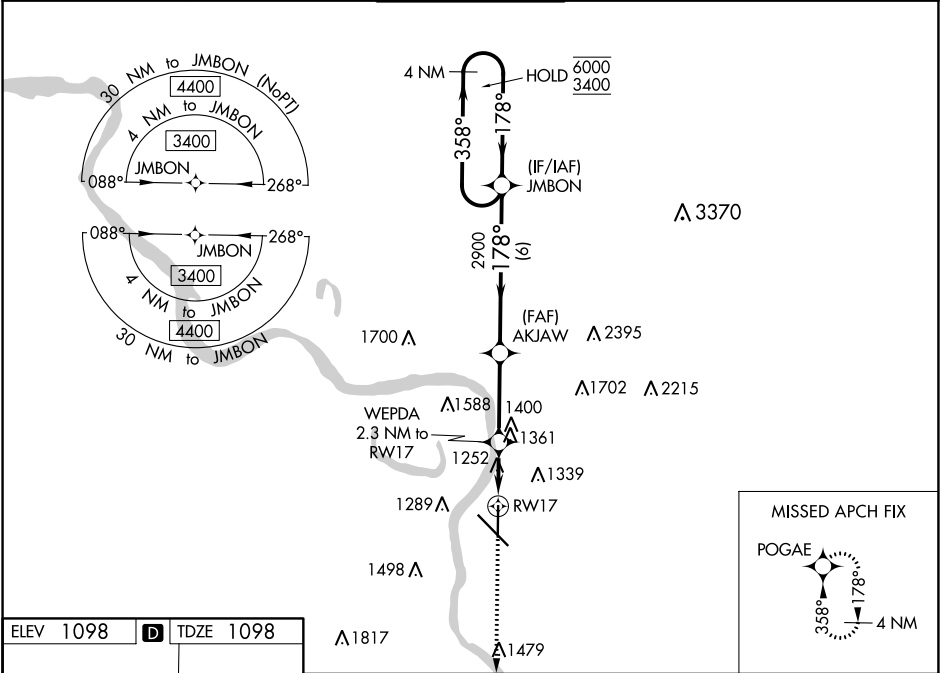 30 NM to JMBON (NoPT)
4400
4 NM to JMBON
3400
JMBON
088°
268°
088°
268°
JMBON
3400
4 NM to JMBON
4400
30 NM to JMBON
4 NM
HOLD 6000
3400
358°
178°
(IF/IAF)
JMBON
3370
2900
178°
(6)
(FAF)
AKJAW
2395
1700
1702
2215
1588
1400
WEPDA
2.3 NM to
RW17
1361
1252
1339
1289
RW17
1498
1817
1479
MISSED APCH FIX
POGAE
358°
178°
4 NM
ELEV 1098 D TDZE 1098